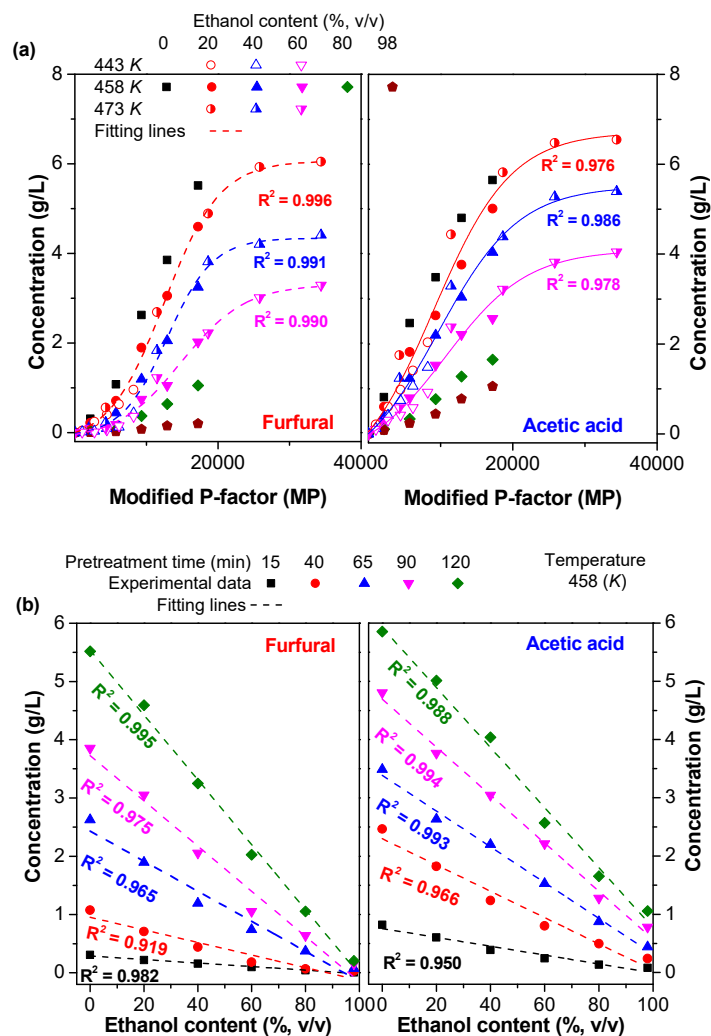 Ethanol content (%, v/v)
(a)
0 20 40 60 80 98
443 K
458 K
473 K
Fitting lines
8
6
4
2
0
Concentration (g/L)
R² = 0.996
R² = 0.991
R² = 0.990
Furfural
20000
40000
Modified P-factor (MP)
R² = 0.976
R² = 0.986
R² = 0.978
Acetic acid
20000
40000
Modified P-factor (MP)
8
6
4
2
0
Concentration (g/L)
Pretreatment time (min) 15 40 65 90 120
Temperature
Experimental data
458 (K)
Fitting lines
(b)
6
5
4
3
2
1
0
Concentration (g/L)
Furfural
R² = 0.995
R² = 0.975
R² = 0.965
R² = 0.919
R² = 0.982
0 20 40 60 80 100
Ethanol content (%, v/v)
Acetic acid
R² = 0.988
R² = 0.994
R² = 0.993
R² = 0.966
R² = 0.950
0 20 40 60 80 100
Ethanol content (%, v/v)
6
5
4
3
2
1
0
Concentration (g/L)